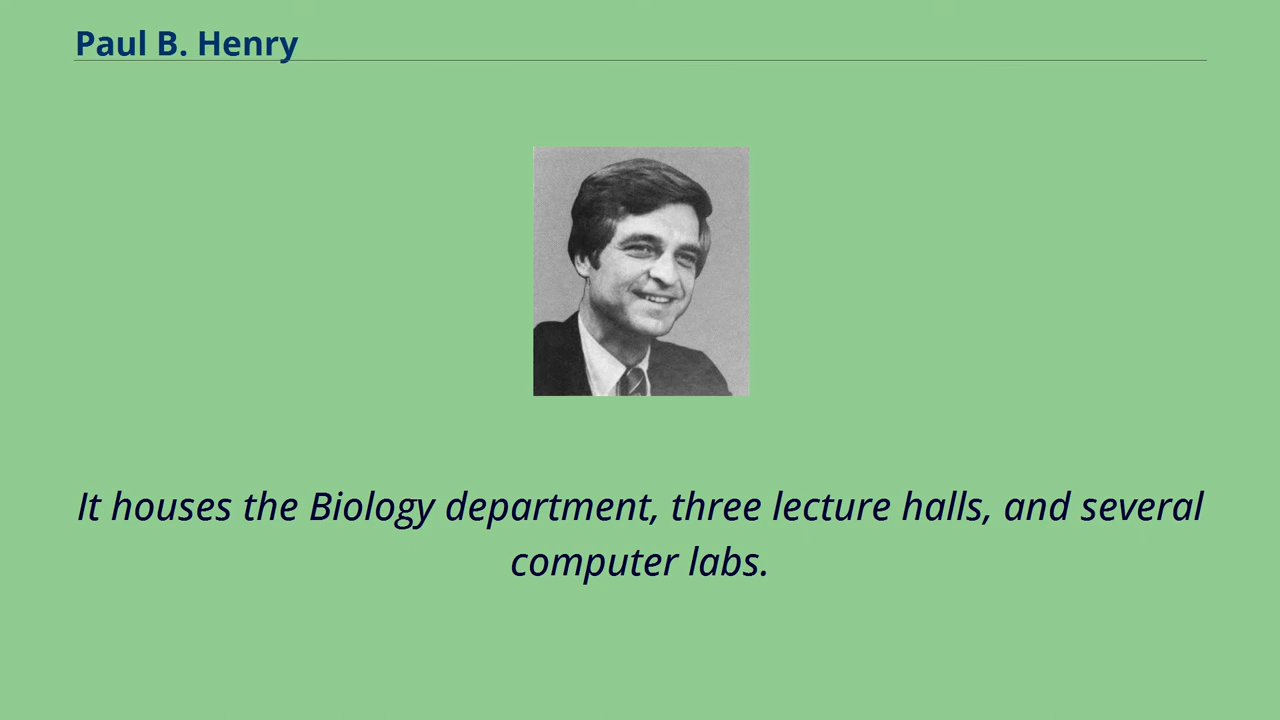 Paul B. Henry
It houses the Biology department, three lecture halls, and several
computer labs.